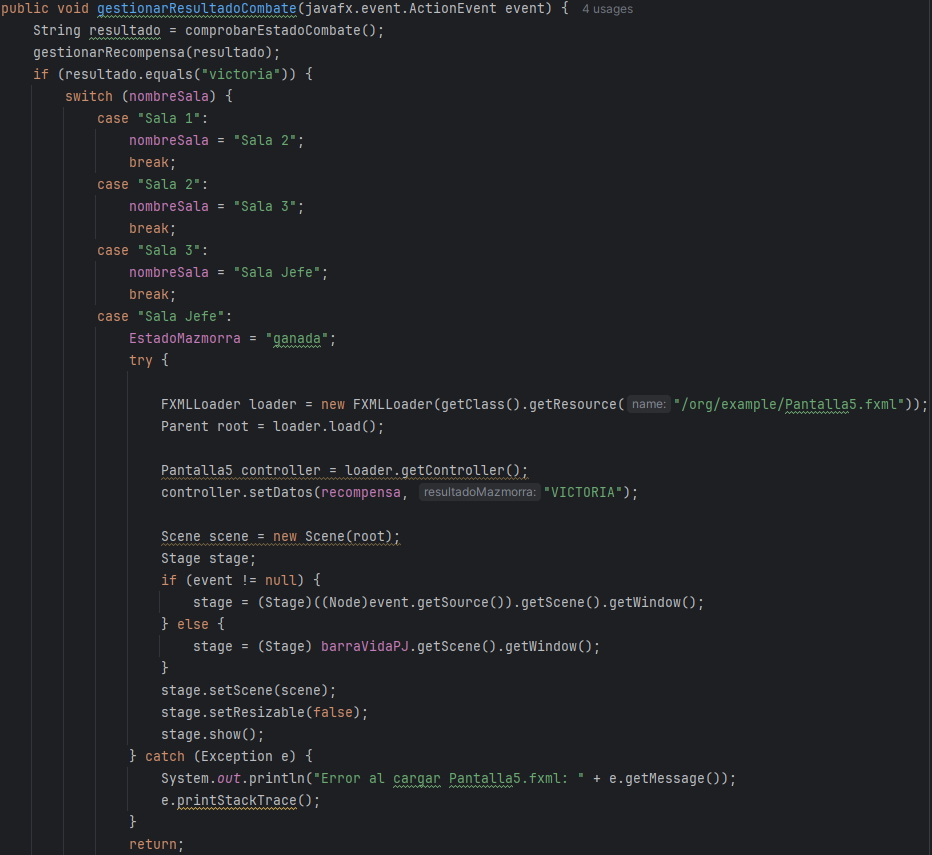 public void gestionarResultadoCombate(javafx.event.ActionEvent event) { 4 usages
String resultado = comprobarEstadoCombate();
gestionarRecompensa(resultado);
if (resultado.equals("victoria")) {
switch (nombreSala) {
case "Sala 1":
nombreSala = "Sala 2";
break;
case "Sala 2":
nombreSala = "Sala 3";
break;
case "Sala 3":
nombreSala = "Sala Jefe";
break;
case "Sala Jefe":
EstadoMazmorra = "ganada";
try {
FXMLLoader loader = new FXMLLoader(getClass().getResource( name: "/org/example/Pantalla5.fxml"));
Parent root = loader.load();
Pantalla5 controller = loader.getController();
controller.setDatos(recompensa, resultadoMazmorra: "VICTORIA");
Scene scene = new Scene(root);
Stage stage;
if (event != null) {
stage = (Stage)((Node)event.getSource()).getScene().getWindow();
} else {
stage = (Stage) barraVidaPJ.getScene().getWindow();
}
stage.setScene(scene);
stage.setResizable(false);
stage.show();
} catch (Exception e) {
System.out.println("Error al cargar Pantalla5.fxml: " + e.getMessage());
e.printStackTrace();
}
return;